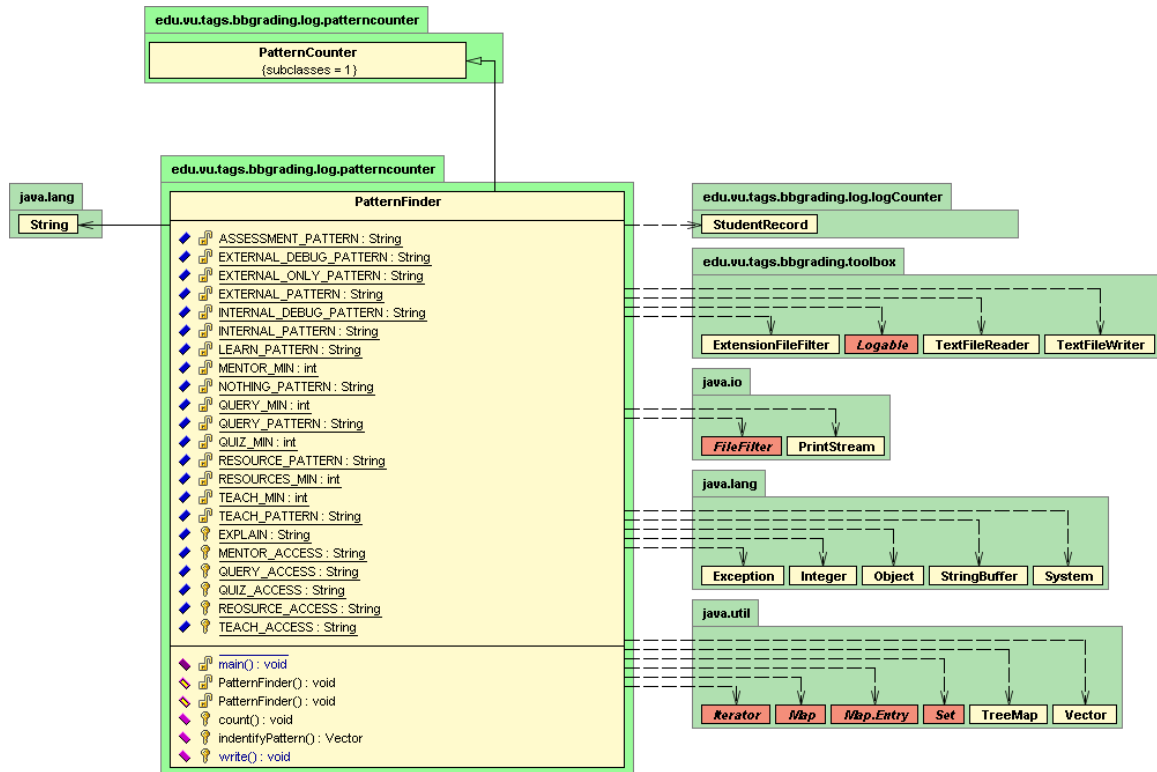 edu.vu.tags.bbgrading.log.patterncounter
PatternCounter
{subclasses = 1}
edu.vu.tags.bbgrading.log.patterncounter
PatternFinder
java.lang
String
ASSESSMENT_PATTERN : String
EXTERNAL_DEBUG_PATTERN : String
EXTERNAL_ONLY_PATTERN : String
EXTERNAL_PATTERN : String
INTERNAL_DEBUG_PATTERN : String
INTERNAL_PATTERN : String
LEARN_PATTERN : String
MENTOR_MIN : int
NOTHING_PATTERN : String
QUERY_MIN : int
QUERY_PATTERN : String
QUIZ_MIN : int
RESOURCE_PATTERN : String
RESOURCES_MIN : int
TEACH_MIN : int
TEACH_PATTERN : String
EXPLAIN : String
MENTOR_ACCESS : String
QUERY_ACCESS : String
QUIZ_ACCESS : String
REOSURCE_ACCESS : String
TEACH_ACCESS : String
main() : void
PatternFinder() : void
PatternFinder() : void
count() : void
indentifyPattern() : Vector
write() : void
edu.vu.tags.bbgrading.log.logCounter
StudentRecord
edu.vu.tags.bbgrading.toolbox
ExtensionFileFilter Logable TextFileReader TextFileWriter
java.io
FileFilter PrintStream
java.lang
Exception Integer Object StringBuffer System
java.util
Iterator Map Map.Entry Set TreeMap Vector